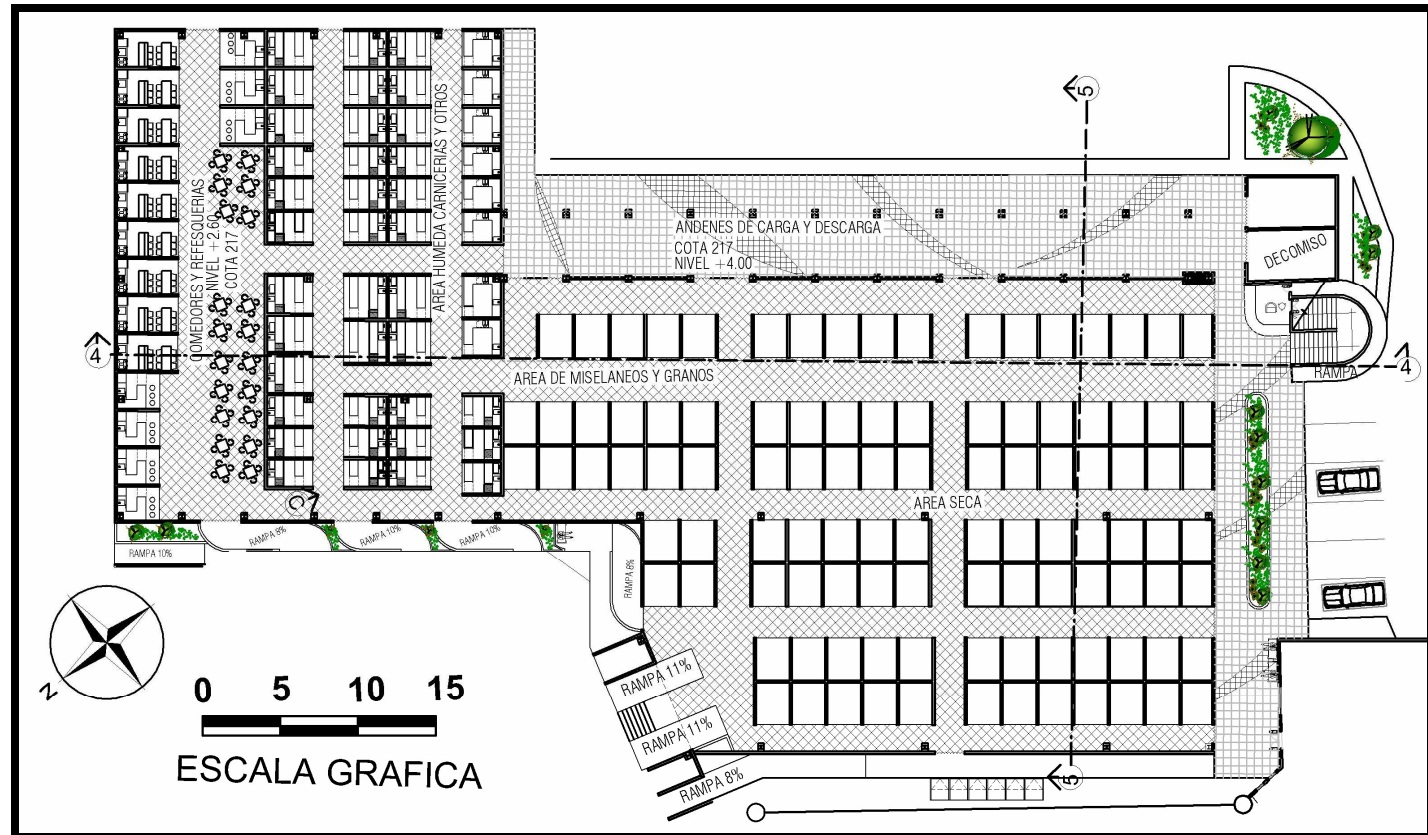 5
COMEDORES Y REFESQUERIAS
NIVEL +2.60
COTA 217
AREA HUMEDA CARNICERIAS Y OTROS
ANDENES DE CARGA Y DESCARGA
COTA 217
NIVEL +4.00
DECOMISO
4
4
RAMPA
AREA DE MISELANEOS Y GRANOS
AREA SECA
C
RAMPA 10%
RAMPA 8%
RAMPA 10%
RAMPA 10%
RAMPA 8%
RAMPA 11%
RAMPA 11%
RAMPA 8%
5
N
0 5 10 15
ESCALA GRAFICA